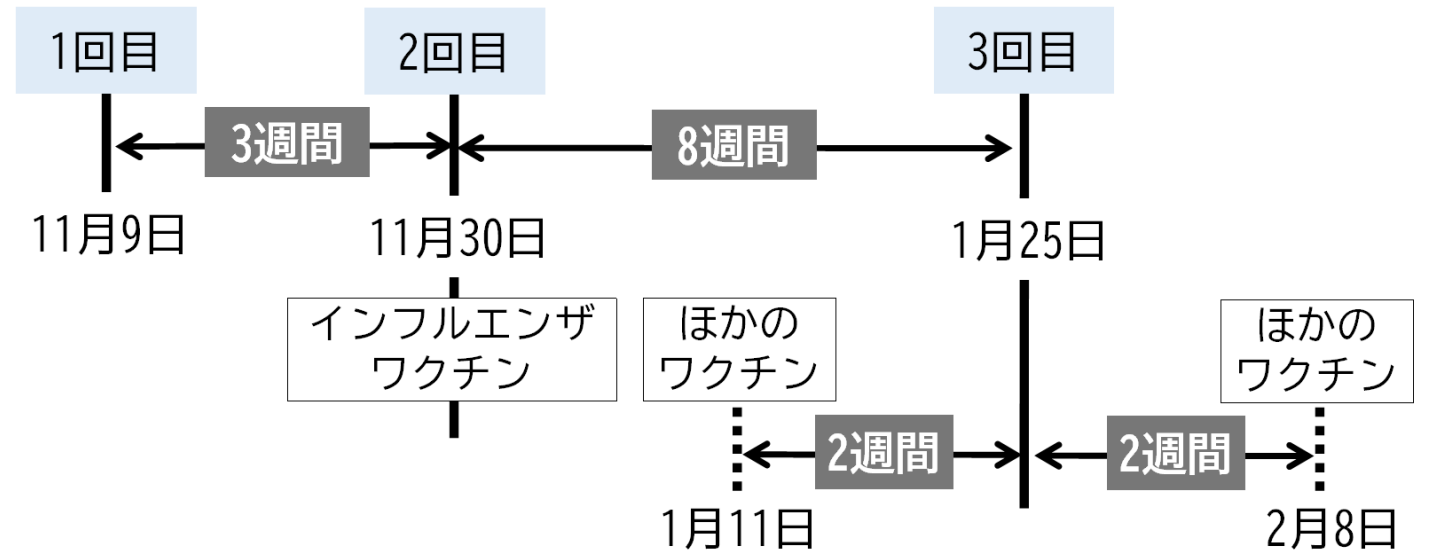 1回目
2回目
3回目
3週間
8週間
11月9日
11月30日
1月25日
インフルエンザ
ワクチン
ほかの
ワクチン
ほかの
ワクチン
2週間
2週間
1月11日
2月8日